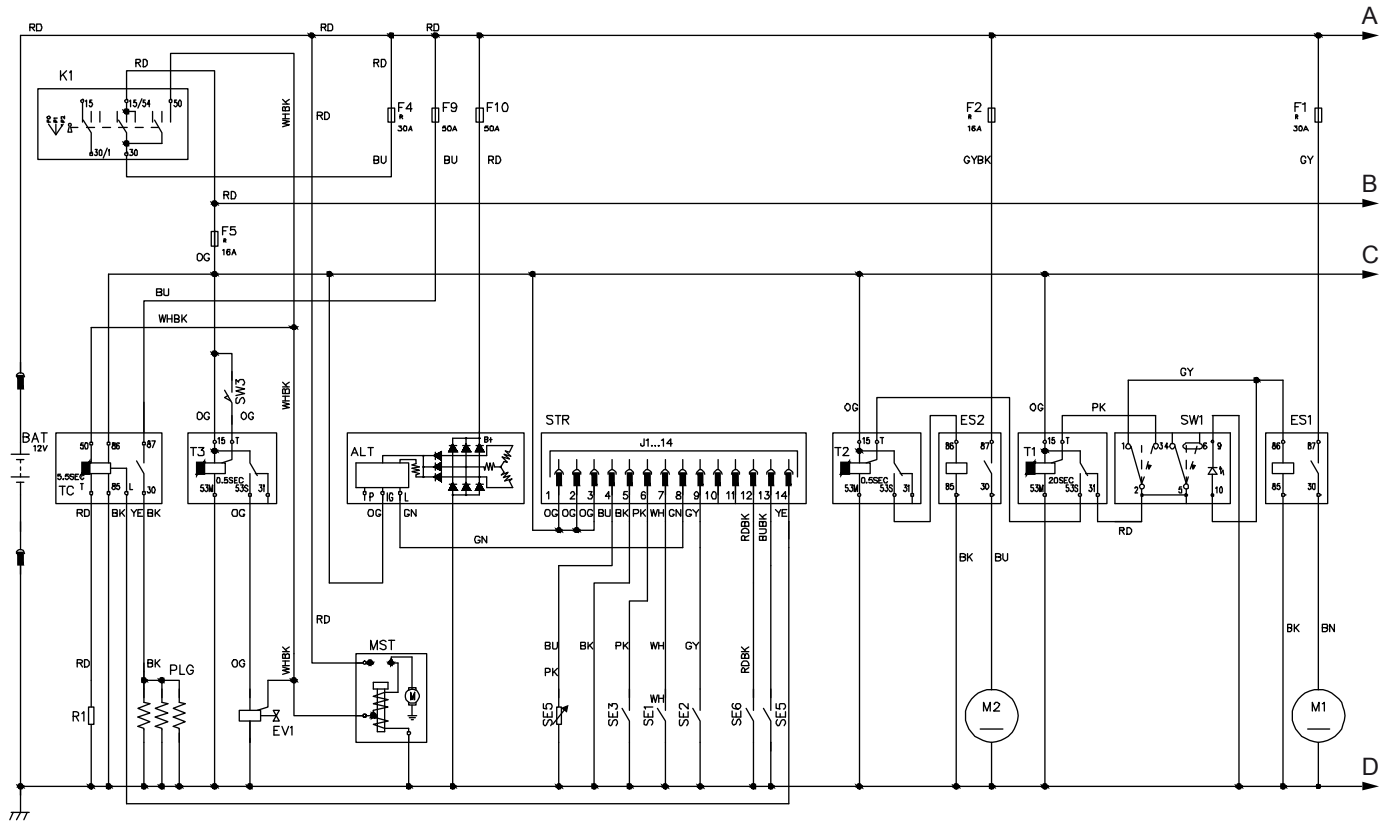 A
RD RD RD
K1 RD RD
15 15/54 50
P0 P1 P2
30/1 30
WHBK RD
F4 R 30A
F9 50A
F10 50A
F2 R 16A
F1 R 30A
BU BU RD GYBK GY
RD
B
F5 R 16A
OG
C
BU
WHBK
WHBK
GY
SW3
OG OG
OG
OG PK
BAT 12V
50 86 87
5.5SEC
TC
T 85 L 30
15 T
T3
0.5SEC
53M 53S 31
ALT
B+
P IG L
STR
J1...14
1 2 3 4 5 6 7 8 9 10 11 12 13 14
15 T
T2
0.5SEC
53M 53S 31
ES2
86 87
85 30
15 T
T1
20SEC
53M 53S 31
SW1
1 3 4 6 9
2 5 10
ES1
86 87
85 30
RD BK YE BK OG
OG GN
OG OG OG BU BK PK WH GN GY RDBK BUBK YE
GN
RD
BK BU
RD
MST
M
RD BK PLG
OG WHBK
BU BK PK WH GY RDBK
PK WH
BK BN
R1
EV1
SE5 SE3 SE1 SE2 SE6 SE5
M2
M1
D